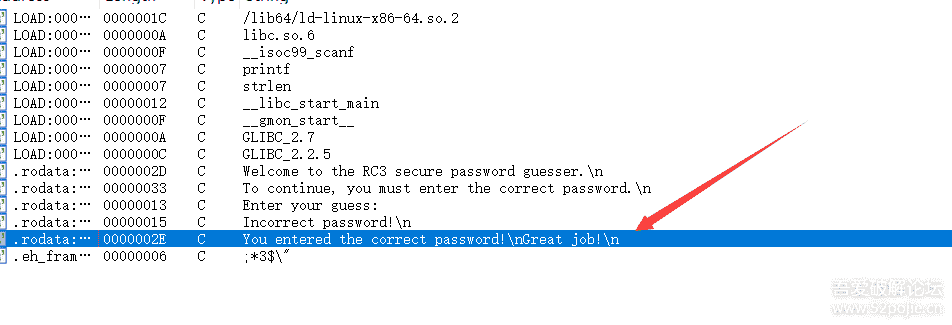 LOAD:000⋯ 0000001C C /lib64/ld-linux-x86-64.so.2
LOAD:000⋯ 0000000A C libc.so.6
LOAD:000⋯ 0000000F C __isoc99_scanf
LOAD:000⋯ 00000007 C printf
LOAD:000⋯ 00000007 C strlen
LOAD:000⋯ 00000012 C __libc_start_main
LOAD:000⋯ 0000000F C __gmon_start__
LOAD:000⋯ 0000000A C GLIBC_2.7
LOAD:000⋯ 0000000C C GLIBC_2.2.5
.rodata:⋯ 0000002D C Welcome to the RC3 secure password guesser.\n
.rodata:⋯ 00000033 C To continue, you must enter the correct password.\n
.rodata:⋯ 00000013 C Enter your guess:
.rodata:⋯ 00000015 C Incorrect password!\n
.rodata:⋯ 0000002E C You entered the correct password!\nGreat job!\n
.eh_fram⋯ 00000006 C ;*3$\"
吾爱破解论坛
www.52pojie.cn